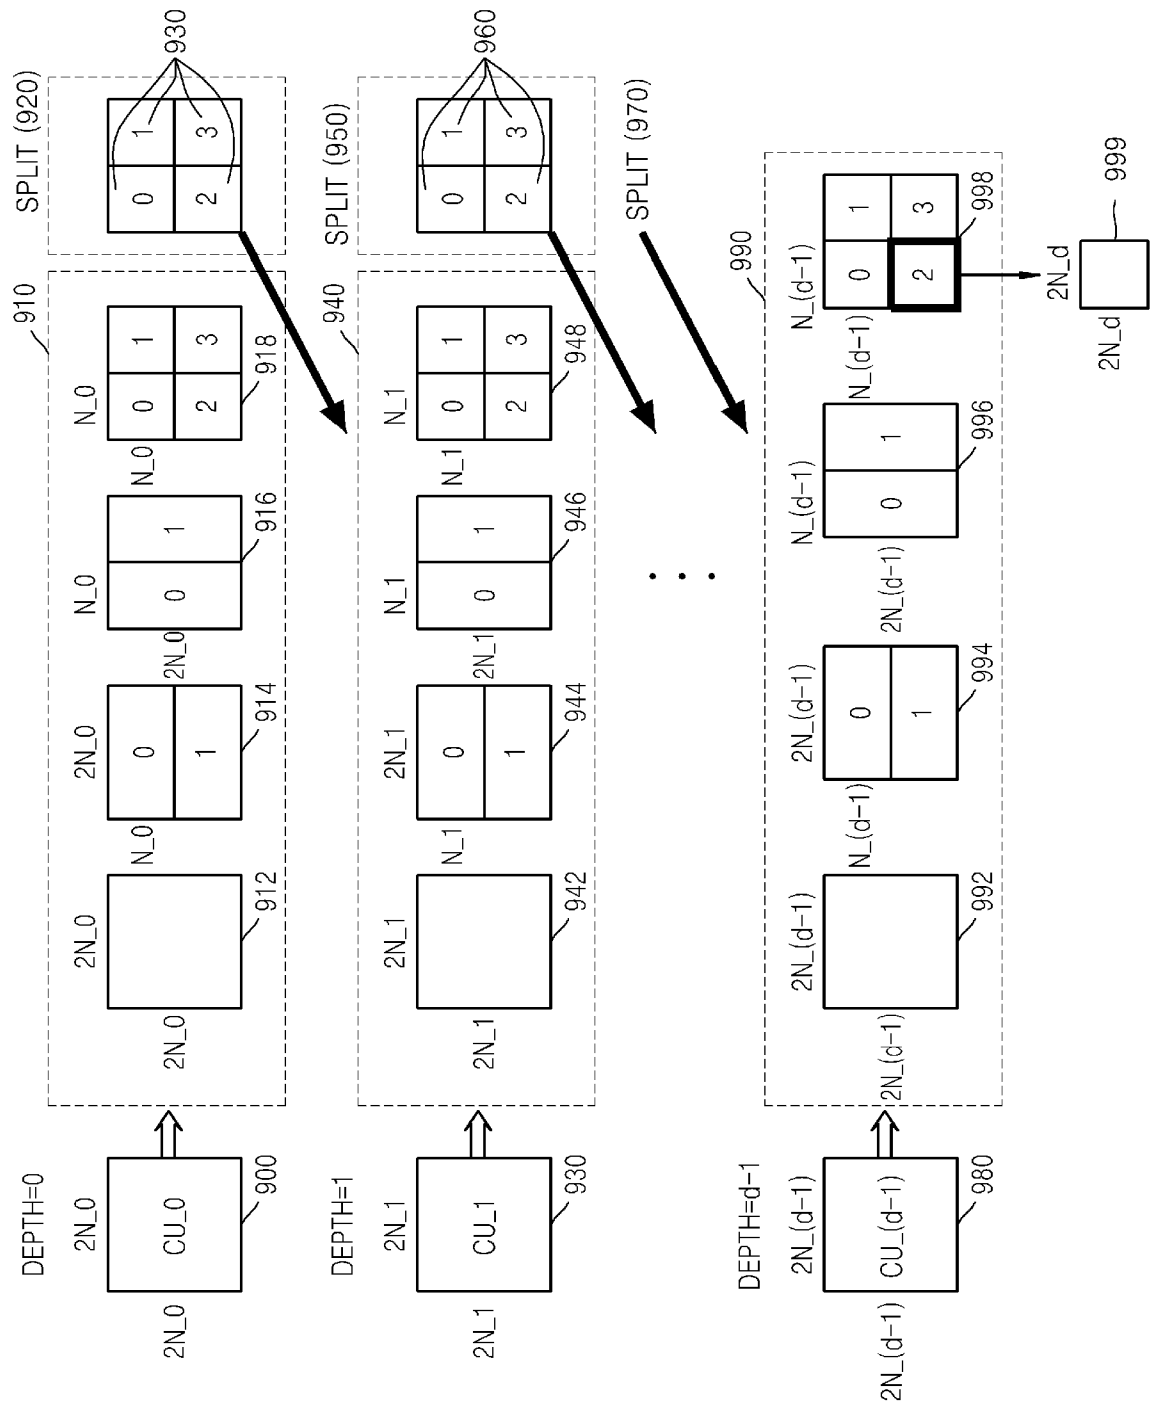 DEPTH=0
2N_0
2N_0
CU_0
900
910
2N_0
2N_0
912
2N_0
N_0
0
1
914
N_0
2N_0
0
1
916
N_0
N_0
0
1
2
3
918
SPLIT (920)
0
1
2
3
930
DEPTH=1
2N_1
2N_1
CU_1
930
940
2N_1
2N_1
942
2N_1
N_1
0
1
944
N_1
2N_1
0
1
946
N_1
N_1
0
1
2
3
948
SPLIT (950)
0
1
2
3
960
SPLIT (970)
DEPTH=d-1
2N_(d-1)
2N_(d-1)
CU_(d-1)
980
990
2N_(d-1)
2N_(d-1)
992
2N_(d-1)
N_(d-1)
0
1
994
N_(d-1)
2N_(d-1)
0
1
996
N_(d-1)
N_(d-1)
0
1
2
3
998
2N_d
2N_d
999